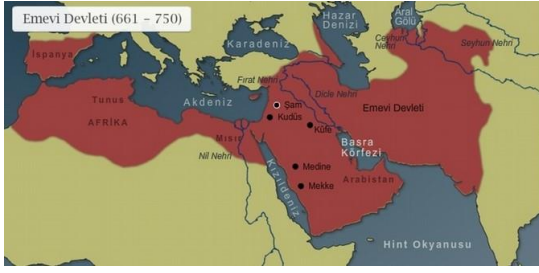 Emevi Devleti (661 – 750)
Hazar
Denizi
Aral
Gölü
Ceyhun
Nehri
Seyhun Nehri
Karadeniz
İspanya
Fırat Nehri
Dicle Nehri
Tunus
AFRİKA
Akdeniz
Şam
Kudüs
Emevi Devleti
Kûfe
Mısır
Basra
Körfezi
Nil Nehri
Kızıldeniz
Medine
Mekke
Arabistan
Hint Okyanusu